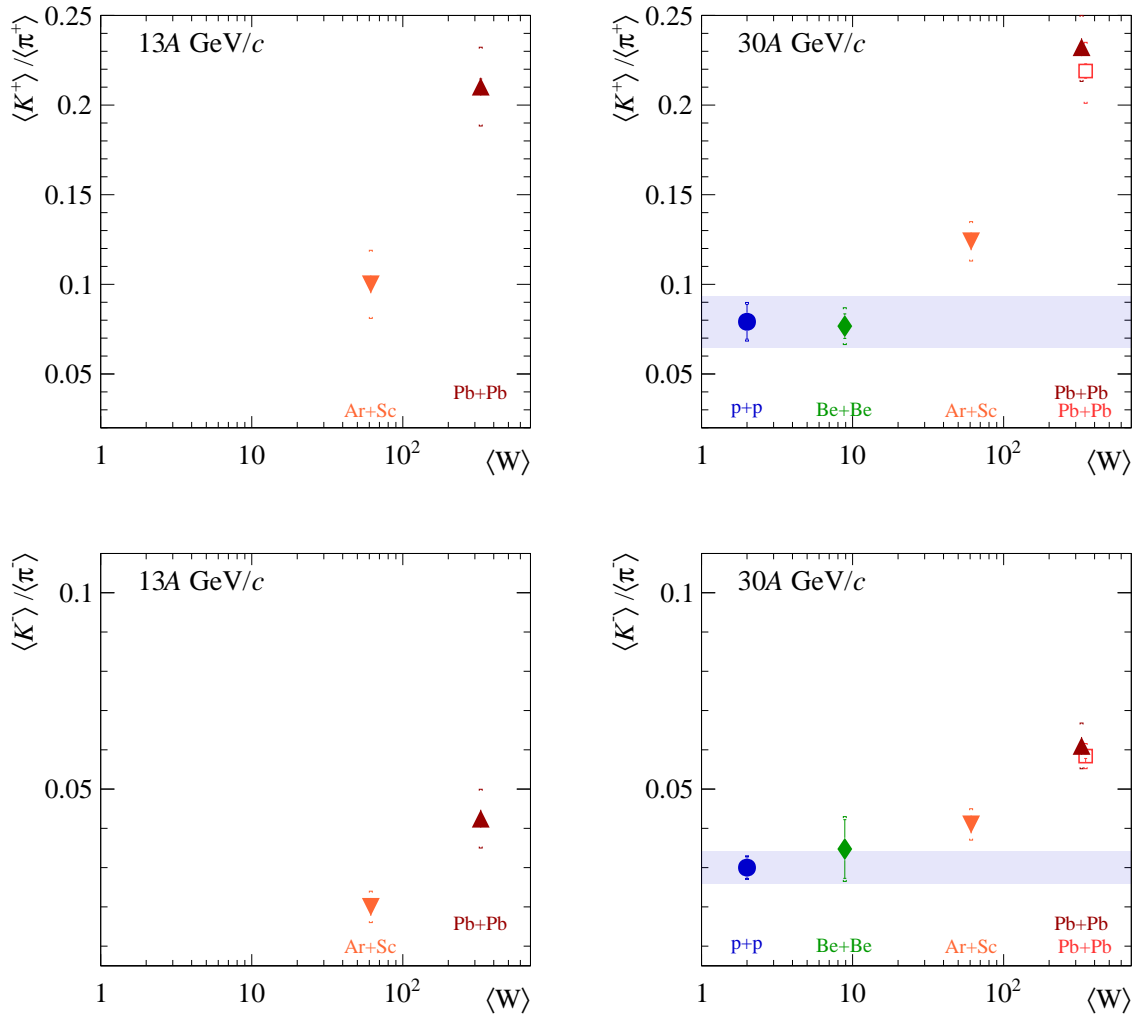 ⟨K⁺⟩ / ⟨π⁺⟩
13A GeV/c
0.25
0.2
0.15
0.1
0.05
Ar+Sc
Pb+Pb
1
10
10²
⟨W⟩
⟨K⁺⟩ / ⟨π⁺⟩
30A GeV/c
0.25
0.2
0.15
0.1
0.05
p+p
Be+Be
Ar+Sc
Pb+Pb
Pb+Pb
1
10
10²
⟨W⟩
⟨K⁻⟩ / ⟨π⁻⟩
13A GeV/c
0.1
0.05
Ar+Sc
Pb+Pb
1
10
10²
⟨W⟩
⟨K⁻⟩ / ⟨π⁻⟩
30A GeV/c
0.1
0.05
p+p
Be+Be
Ar+Sc
Pb+Pb
Pb+Pb
1
10
10²
⟨W⟩